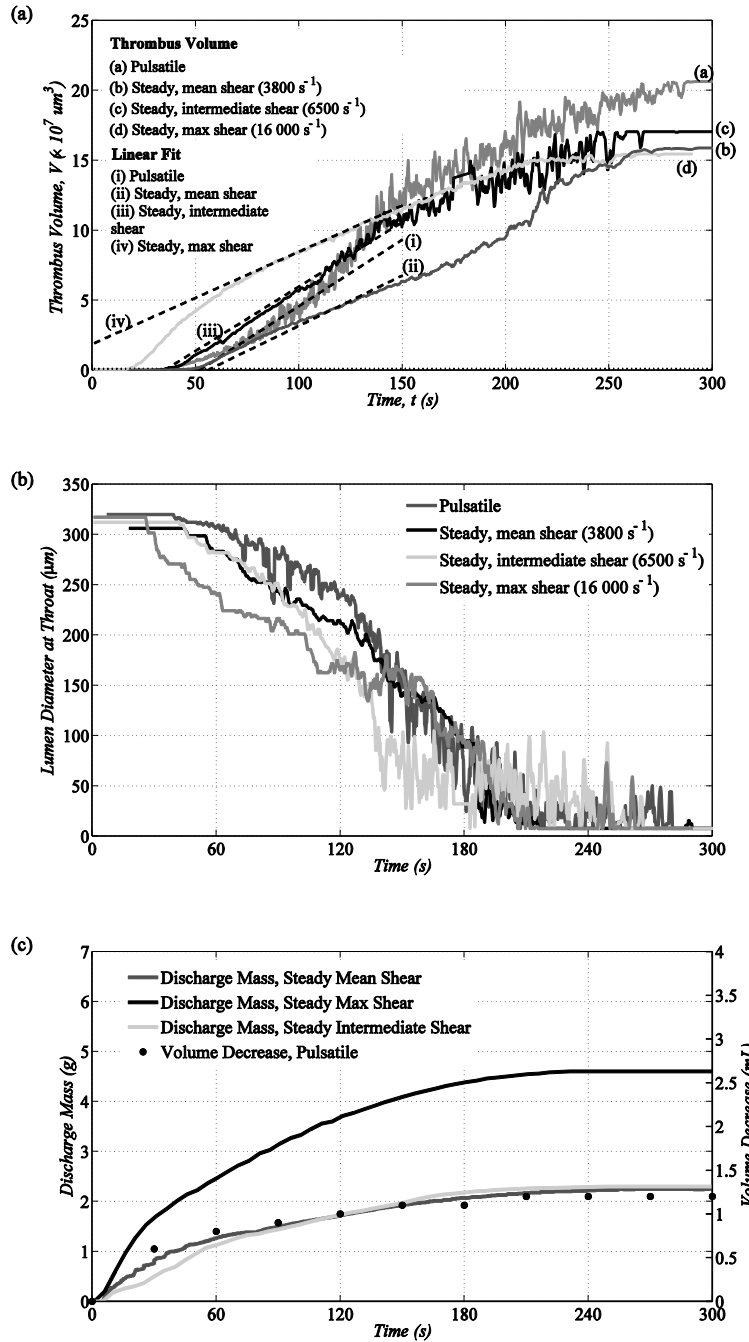 (a)
25
20
15
10
5
0
Thrombus Volume, V (× 10⁷ um³)
Thrombus Volume
(a) Pulsatile
(b) Steady, mean shear (3800 s⁻¹)
(c) Steady, intermediate shear (6500 s⁻¹)
(d) Steady, max shear (16 000 s⁻¹)
Linear Fit
(i) Pulsatile
(ii) Steady, mean shear
(iii) Steady, intermediate
shear
(iv) Steady, max shear
(a)
(c)
(b)
(d)
(i)
(ii)
(iii)
(iv)
0 50 100 150 200 250 300
Time, t (s)
(b)
350
300
250
200
150
100
50
0
Lumen Diameter at Throat (μm)
Pulsatile
Steady, mean shear (3800 s⁻¹)
Steady, intermediate shear (6500 s⁻¹)
Steady, max shear (16 000 s⁻¹)
0 60 120 180 240 300
Time (s)
(c)
7
6
5
4
3
2
1
0
Discharge Mass (g)
Discharge Mass, Steady Mean Shear
Discharge Mass, Steady Max Shear
Discharge Mass, Steady Intermediate Shear
Volume Decrease, Pulsatile
4
3.5
3
2.5
2
1.5
1
0.5
0
Volume Decrease (mL)
0 60 120 180 240 300
Time (s)